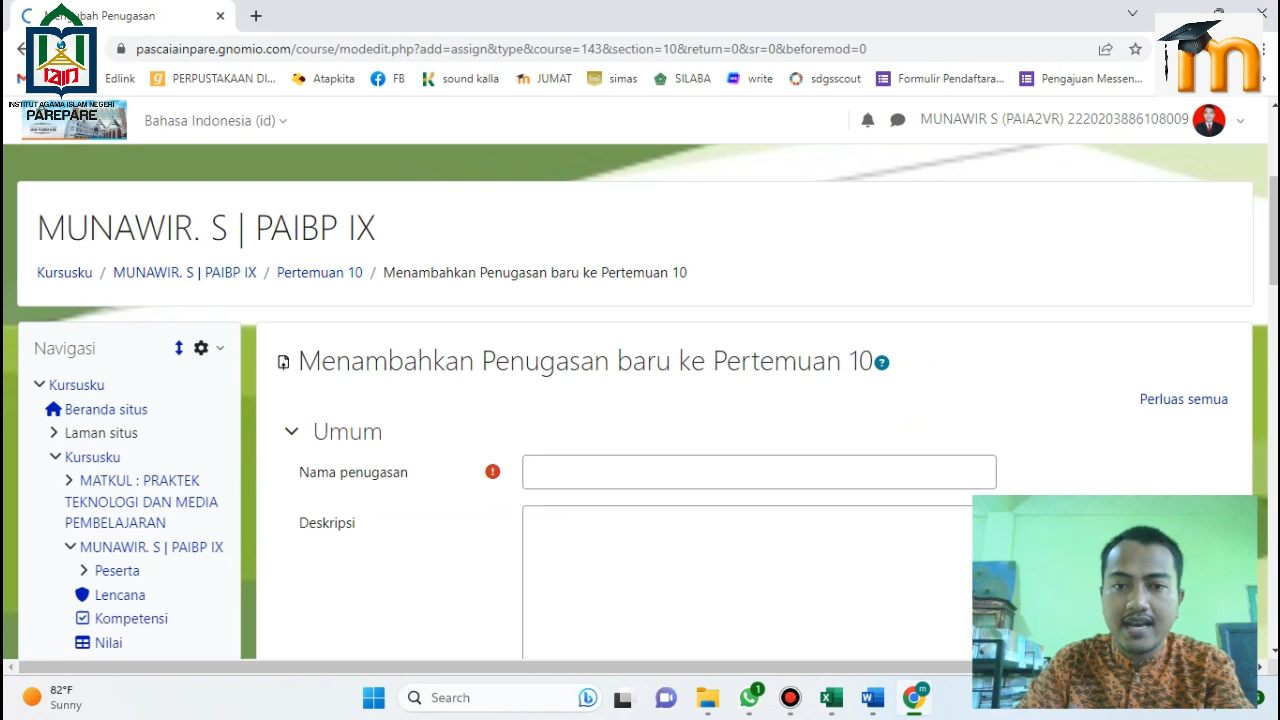 Mengubah Penugasan
pascaiainpare.gnomio.com/course/modedit.php?add=assign&type&course=143&section=10&return=0&sr=0&beforemod=0
Edlink
PERPUSTAKAAN DI...
Atapkita
FB
sound kalla
JUMAT
simas
SILABA
write
sdgsscout
Formulir Pendaftara...
Pengajuan Messen...
iain
INSTITUT AGAMA ISLAM NEGERI
PAREPARE
m
Bahasa Indonesia (id)
MUNAWIR S (PAIA2VR) 2220203886108009
MUNAWIR. S | PAIBP IX
Kursusku / MUNAWIR. S | PAIBP IX / Pertemuan 10 / Menambahkan Penugasan baru ke Pertemuan 10
Navigasi
Kursusku
Beranda situs
Laman situs
Kursusku
MATKUL : PRAKTEK
TEKNOLOGI DAN MEDIA
PEMBELAJARAN
MUNAWIR. S | PAIBP IX
Peserta
Lencana
Kompetensi
Nilai
Menambahkan Penugasan baru ke Pertemuan 10
Perluas semua
Umum
Nama penugasan
Deskripsi
82°F
Sunny
Search
1